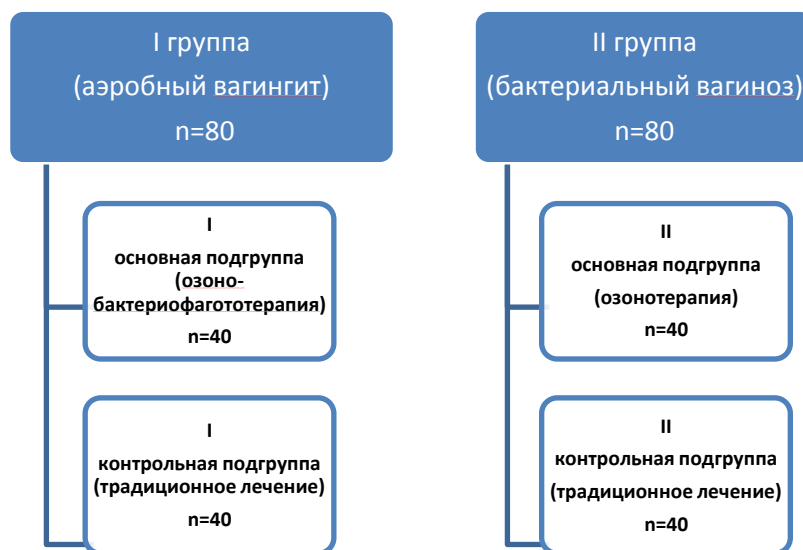 I группа
(аэробный вагингит)
n=80
I
основная подгруппа
(озоно-
бактериофагототерапия)
n=40
I
контрольная подгруппа
(традиционное лечение)
n=40
II группа
(бактериальный вагиноз)
n=80
II
основная подгруппа
(озонотерапия)
n=40
II
контрольная подгруппа
(традиционное лечение)
n=40